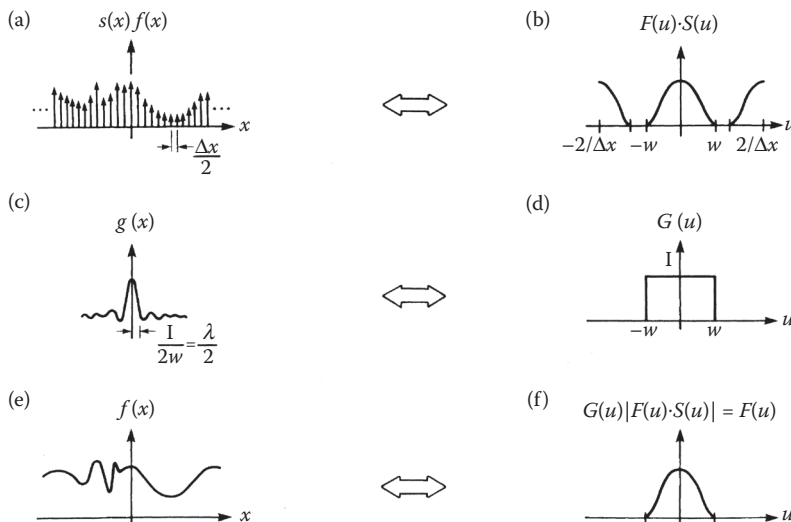 (a)
s(x) f(x)
... ...
x
Δx
2
(b)
F(u)·S(u)
−2/Δx −w w 2/Δx
u
(c)
g (x)
I
2w
=
λ
2
(d)
G (u)
I
−w w
u
(e)
f (x)
x
(f)
G(u)|F(u)·S(u)| = F(u)
−w w
u